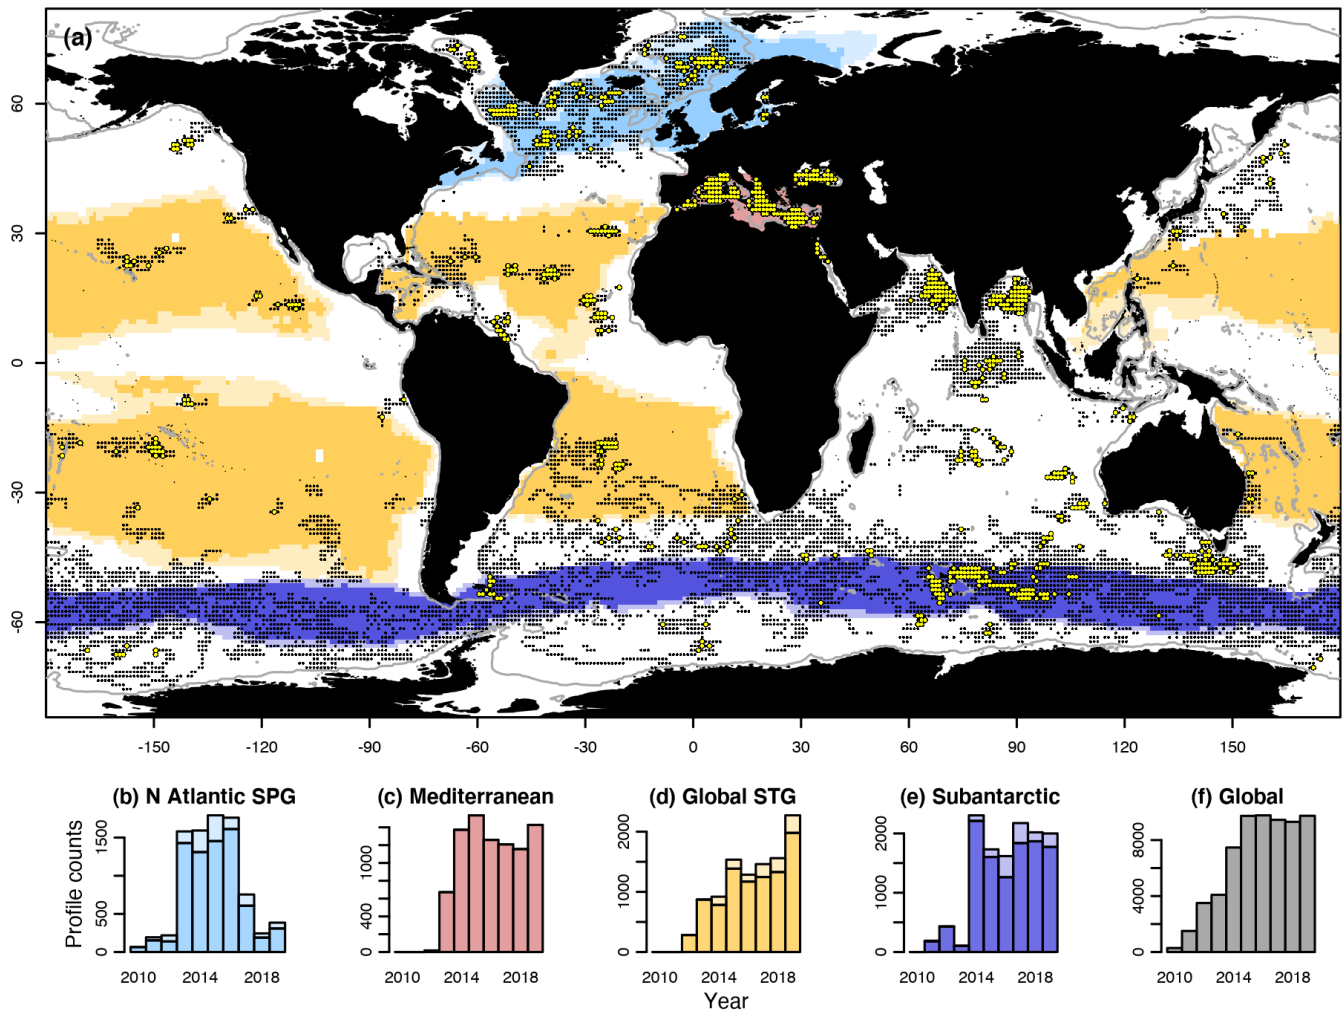 (a)
60
30
0
-30
-60
-150 -120 -90 -60 -30 0 30 60 90 120 150
(b) N Atlantic SPG (c) Mediterranean (d) Global STG (e) Subantarctic (f) Global
Profile counts
0 500 1500
2010 2014 2018
0 400 1000
2010 2014 2018
0 1000 2000
2010 2014 2018
0 1000 2000
2010 2014 2018
0 4000 8000
2010 2014 2018
Year